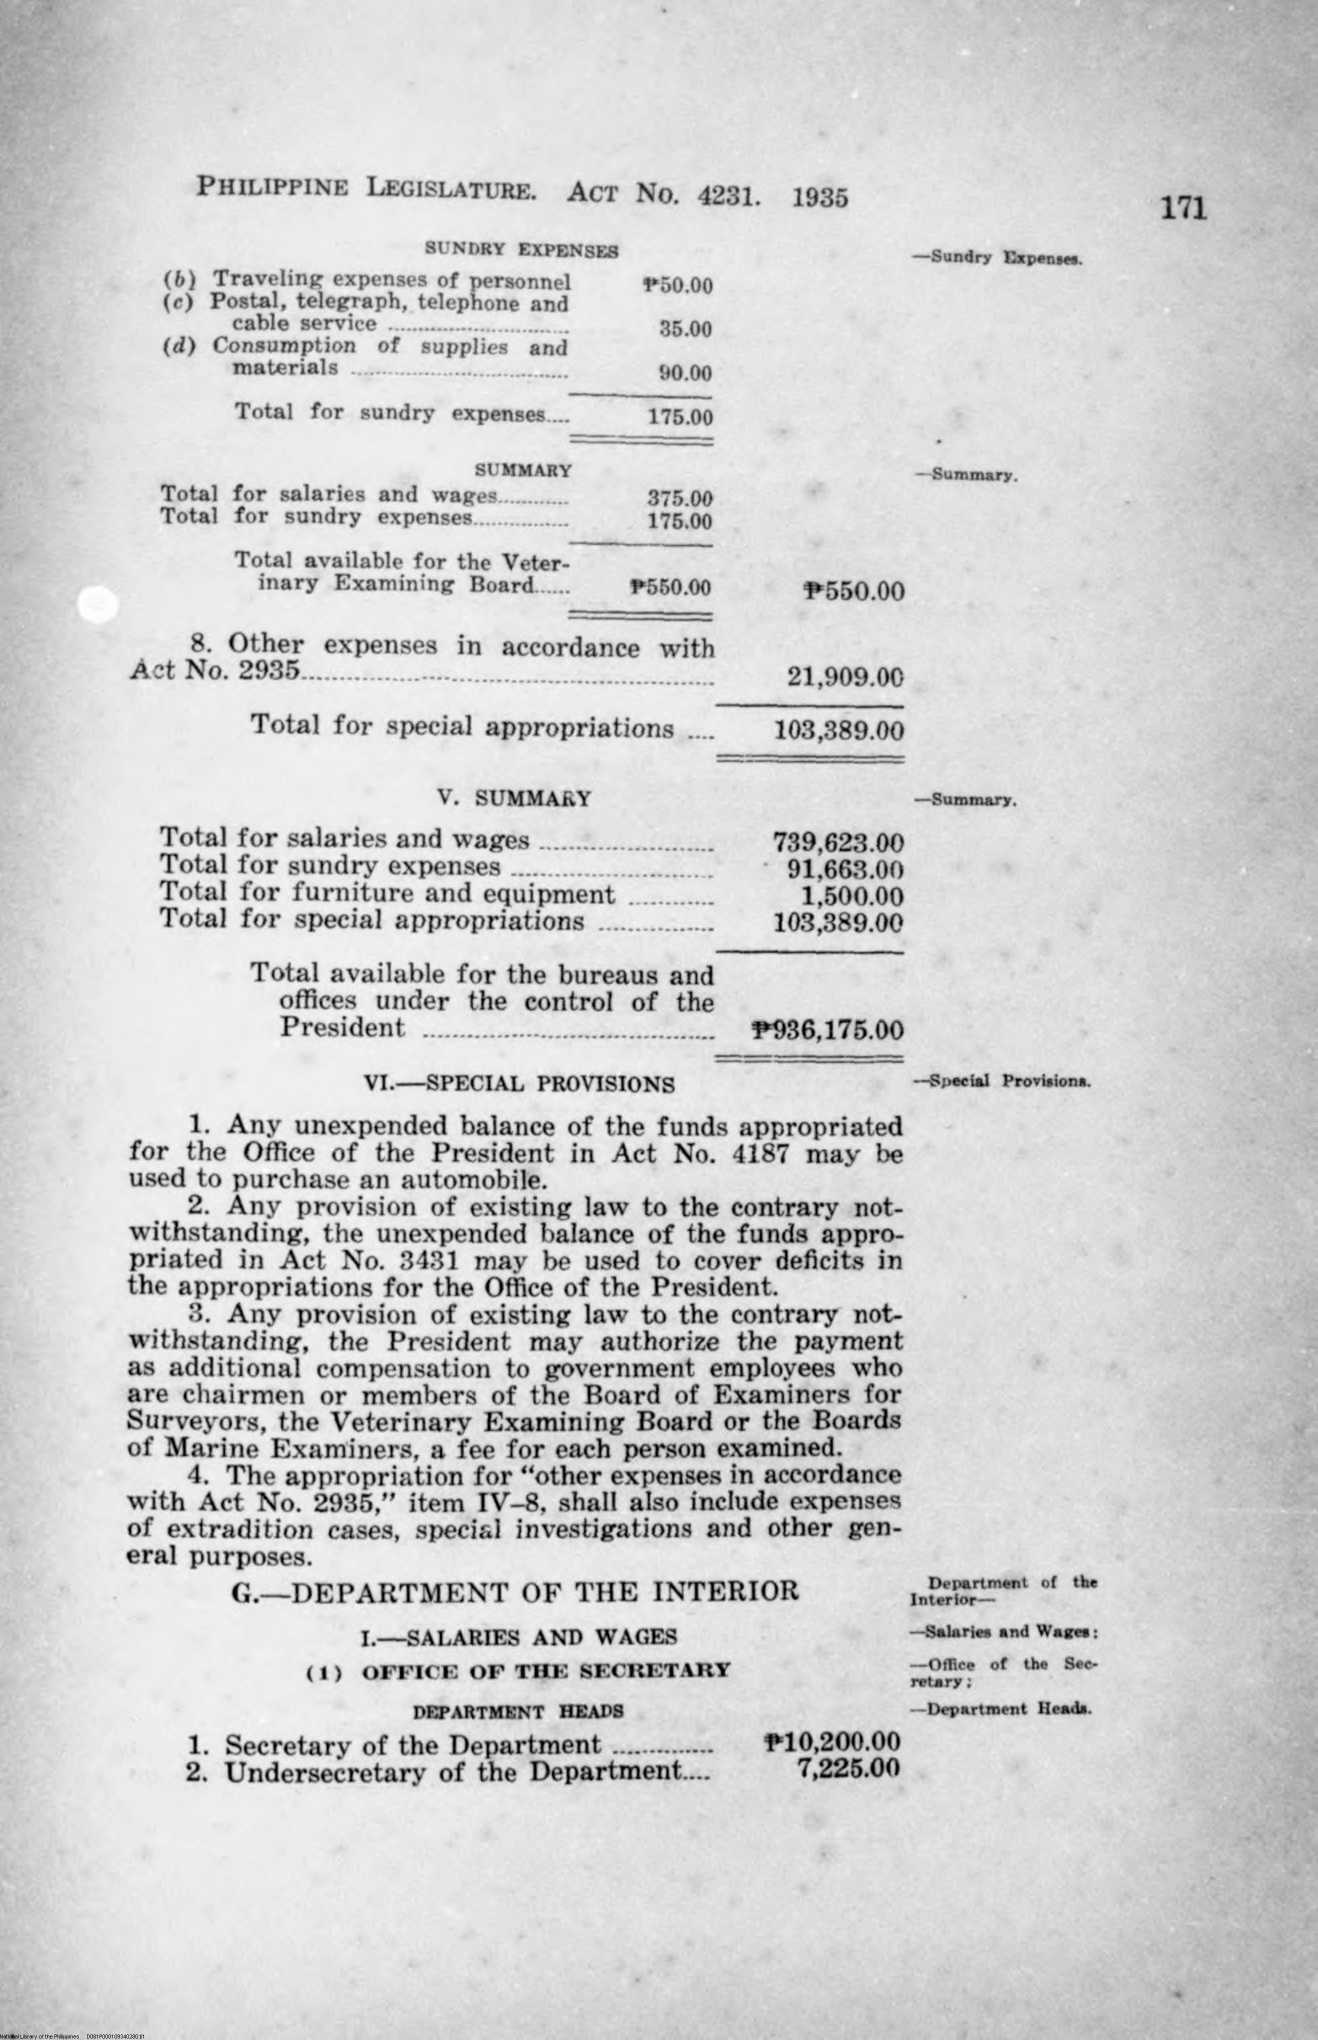 PHILIPPINE LEGISLATURE. ACT NO. 4231. 1935
171
SUNDRY EXPENSES
—Sundry Expenses.
(b) Traveling expenses of personnel ₱50.00
(c) Postal, telegraph, telephone and
cable service ............................ 35.00
(d) Consumption of supplies and
materials .................................. 90.00
Total for sundry expenses.... 175.00
SUMMARY
—Summary.
Total for salaries and wages............ 375.00
Total for sundry expenses................ 175.00
Total available for the Veter-
inary Examining Board...... ₱550.00 ₱550.00
8. Other expenses in accordance with
Act No. 2935...................................................... 21,909.00
Total for special appropriations .... 103,389.00
V. SUMMARY
—Summary.
Total for salaries and wages ........................ 739,623.00
Total for sundry expenses ............................ 91,663.00
Total for furniture and equipment ............ 1,500.00
Total for special appropriations ................ 103,389.00
Total available for the bureaus and
offices under the control of the
President ........................................ ₱936,175.00
VI.—SPECIAL PROVISIONS
—Special Provisions.
1. Any unexpended balance of the funds appropriated
for the Office of the President in Act No. 4187 may be
used to purchase an automobile.
2. Any provision of existing law to the contrary not-
withstanding, the unexpended balance of the funds appro-
priated in Act No. 3431 may be used to cover deficits in
the appropriations for the Office of the President.
3. Any provision of existing law to the contrary not-
withstanding, the President may authorize the payment
as additional compensation to government employees who
are chairmen or members of the Board of Examiners for
Surveyors, the Veterinary Examining Board or the Boards
of Marine Examiners, a fee for each person examined.
4. The appropriation for “other expenses in accordance
with Act No. 2935,” item IV–8, shall also include expenses
of extradition cases, special investigations and other gen-
eral purposes.
G.—DEPARTMENT OF THE INTERIOR
Department of the
Interior—
I.—SALARIES AND WAGES
—Salaries and Wages:
(1) OFFICE OF THE SECRETARY
—Office of the Sec-
retary;
DEPARTMENT HEADS
—Department Heads.
1. Secretary of the Department .............. ₱10,200.00
2. Undersecretary of the Department.... 7,225.00
National Library of the Philippines